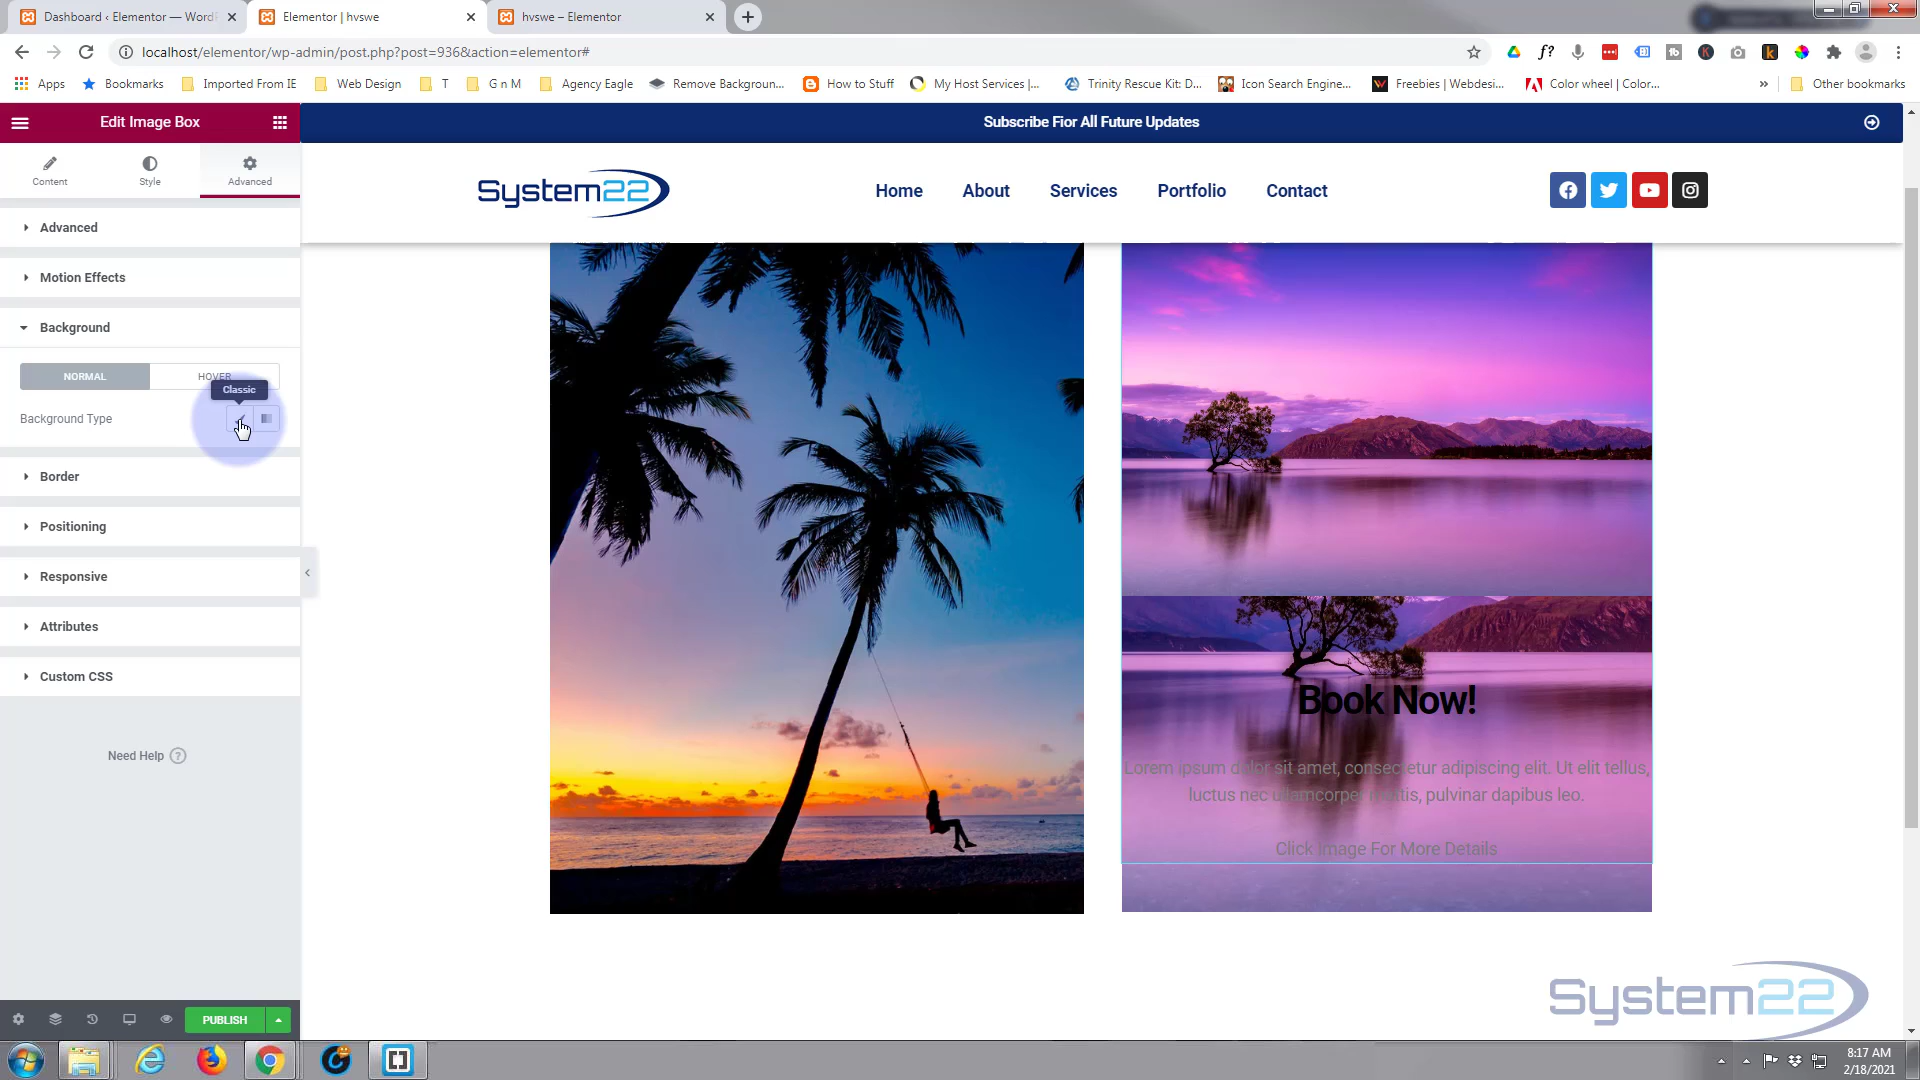 Dashboard ‹ Elementor — WordP
Elementor | hvswe
hvswe – Elementor
localhost/elementor/wp-admin/post.php?post=936&action=elementor#
Apps
Bookmarks
Imported From IE
Web Design
T
G n M
Agency Eagle
Remove Backgroun...
How to Stuff
My Host Services |...
Trinity Rescue Kit: D...
Icon Search Engine...
Freebies | Webdesi...
Color wheel | Color...
»
Other bookmarks
Edit Image Box
Subscribe Fior All Future Updates
Content
Style
Advanced
System22
Home
About
Services
Portfolio
Contact
Advanced
Motion Effects
Background
NORMAL
HOVER
Classic
Background Type
Border
Positioning
Responsive
Attributes
Custom CSS
Need Help ?
Book Now!
Lorem ipsum dolor sit amet, consectetur adipiscing elit. Ut elit tellus,
luctus nec ullamcorper mattis, pulvinar dapibus leo.
Click Image For More Details
System22
PUBLISH
8:17 AM
2/18/2021